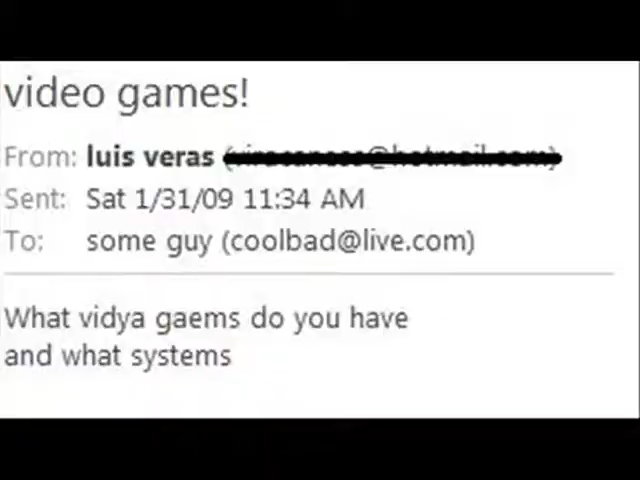 video games!
From: luis veras
Sent: Sat 1/31/09 11:34 AM
To: some guy (coolbad@live.com)
What vidya gaems do you have
and what systems